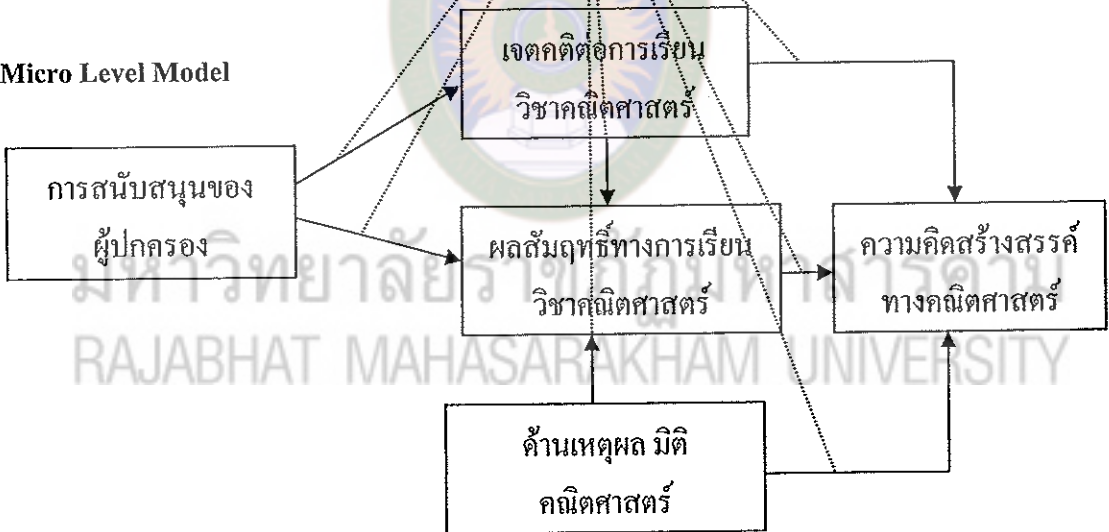 เจตคติต่อการเรียน
วิชาคณิตศาสตร์
Micro Level Model
การสนับสนุนของ
ผู้ปกครอง
ผลสัมฤทธิ์ทางการเรียน
วิชาคณิตศาสตร์
ความคิดสร้างสรรค์
ทางคณิตศาสตร์
มหาวิทยาลัยราชภัฏมหาสารคาม
RAJABHAT MAHASARAKHAM UNIVERSITY
ด้านเหตุผล มิติ
คณิตศาสตร์